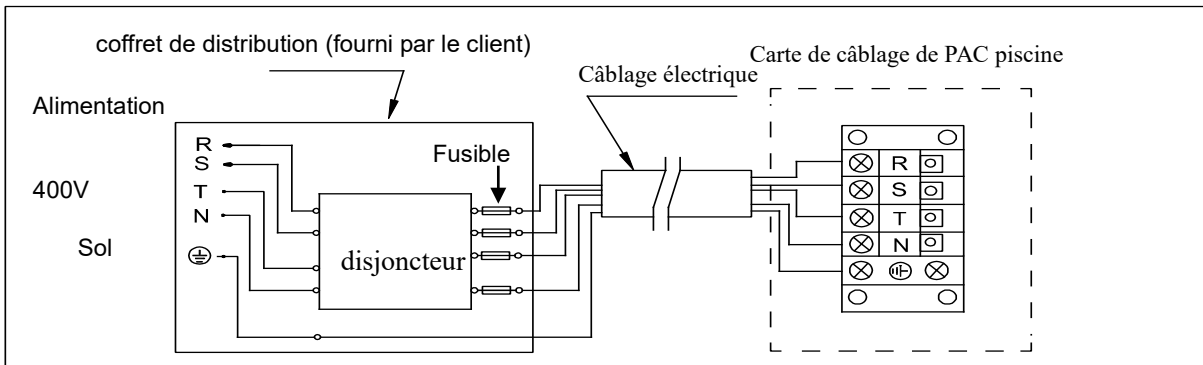 coffret de distribution (fourni par le client)
Câblage électrique
Carte de câblage de PAC piscine
Alimentation
400V
Sol
R
S
T
N
Fusible
disjoncteur
R
S
T
N